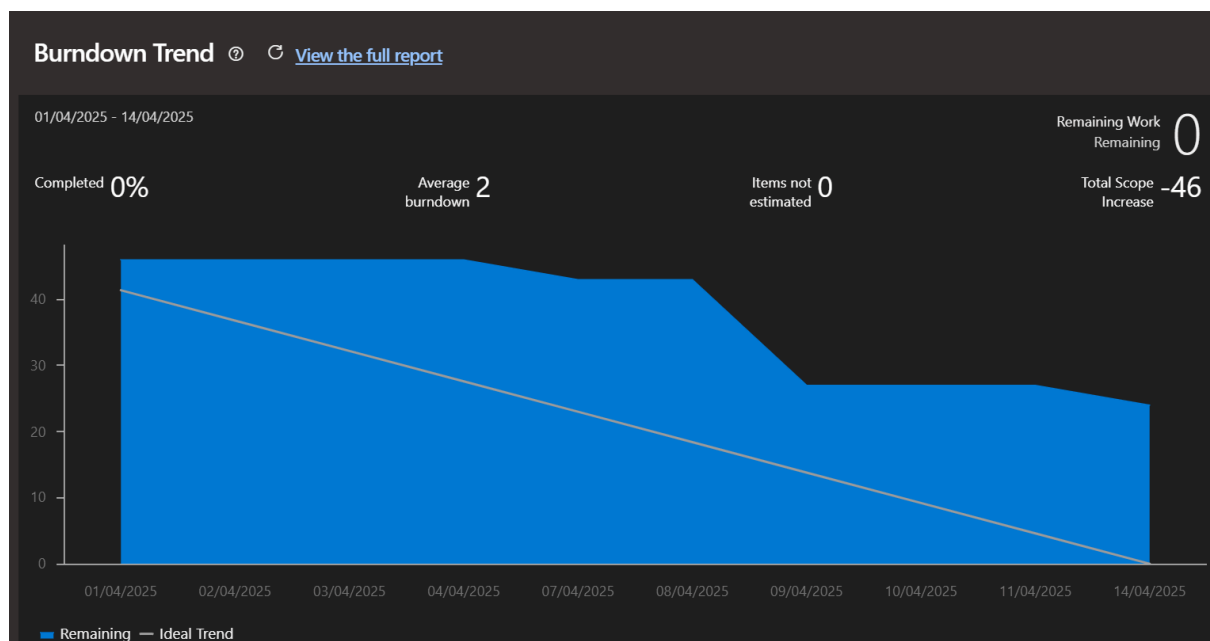 Burndown Trend View the full report
01/04/2025 - 14/04/2025
Remaining Work
Remaining
0
Completed 0%
Average
burndown
2
Items not
estimated
0
Total Scope
Increase
-46
40
30
20
10
0
01/04/2025 02/04/2025 03/04/2025 04/04/2025 07/04/2025 08/04/2025 09/04/2025 10/04/2025 11/04/2025 14/04/2025
Remaining Ideal Trend